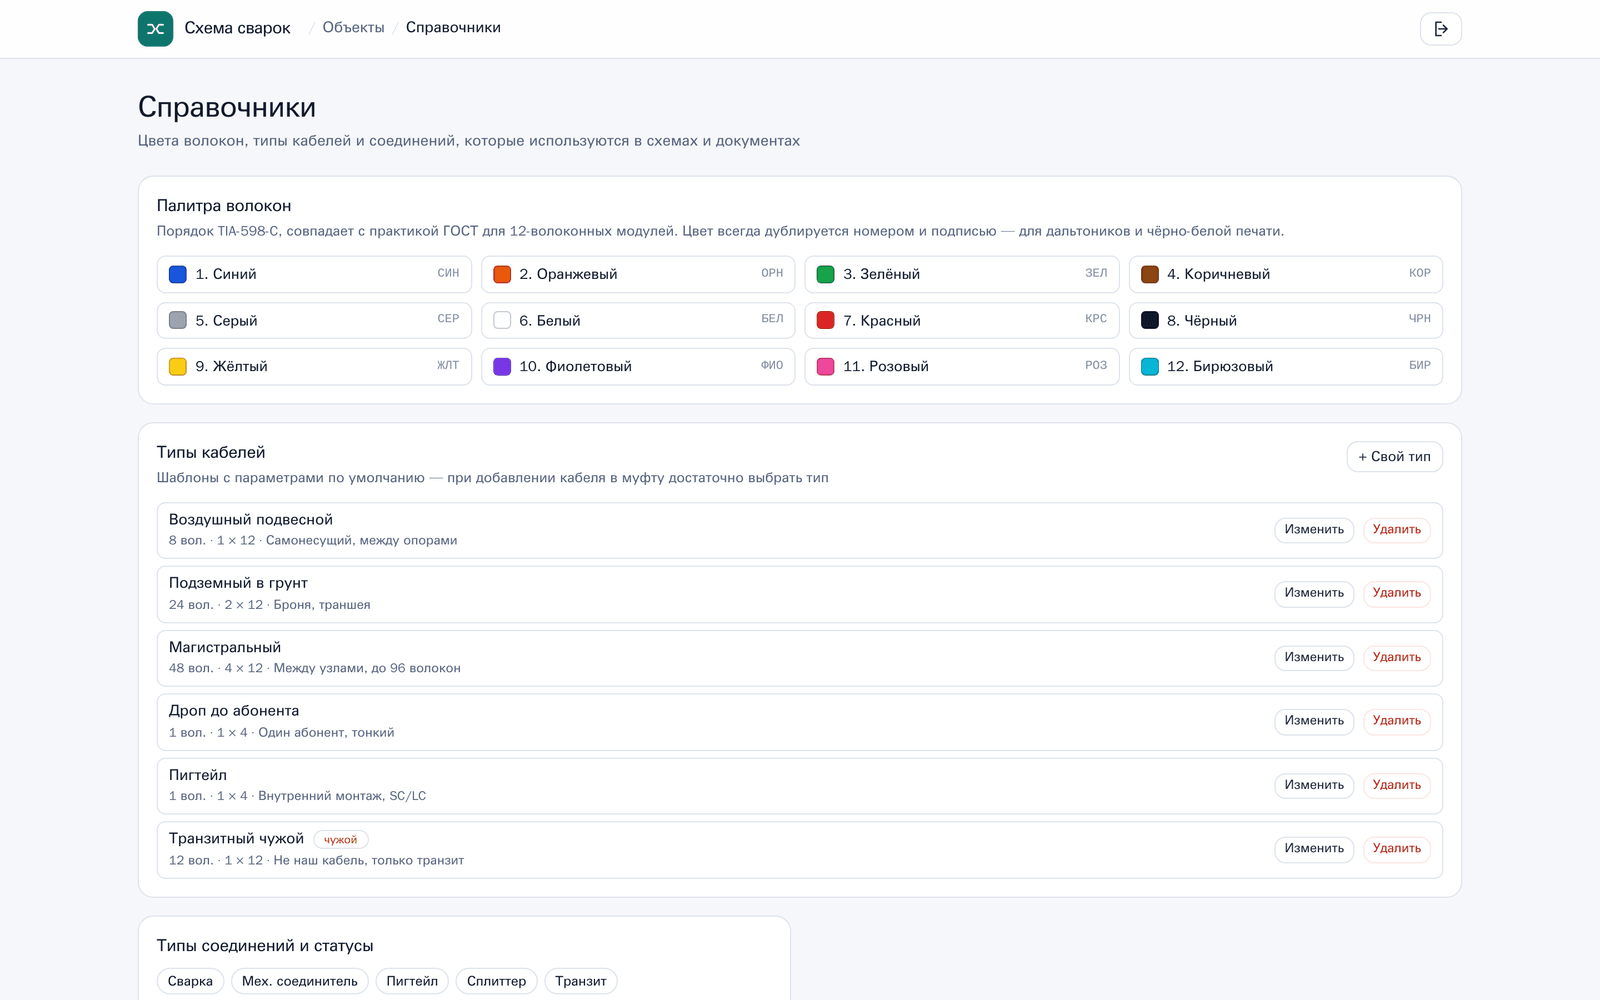 Схема сварок / Объекты / Справочники
Справочники
Цвета волокон, типы кабелей и соединений, которые используются в схемах и документах
Палитра волокон
Порядок TIA-598-C, совпадает с практикой ГОСТ для 12-волоконных модулей. Цвет всегда дублируется номером и подписью — для дальтоников и чёрно-белой печати.
1. Синий СИН
2. Оранжевый ОРН
3. Зелёный ЗЕЛ
4. Коричневый КОР
5. Серый СЕР
6. Белый БЕЛ
7. Красный КРС
8. Чёрный ЧРН
9. Жёлтый ЖЛТ
10. Фиолетовый ФИО
11. Розовый РОЗ
12. Бирюзовый БИР
Типы кабелей
+ Свой тип
Шаблоны с параметрами по умолчанию — при добавлении кабеля в муфту достаточно выбрать тип
Воздушный подвесной
8 вол. · 1 × 12 · Самонесущий, между опорами
Изменить Удалить
Подземный в грунт
24 вол. · 2 × 12 · Броня, траншея
Изменить Удалить
Магистральный
48 вол. · 4 × 12 · Между узлами, до 96 волокон
Изменить Удалить
Дроп до абонента
1 вол. · 1 × 4 · Один абонент, тонкий
Изменить Удалить
Пигтейл
1 вол. · 1 × 4 · Внутренний монтаж, SC/LC
Изменить Удалить
Транзитный чужой чужой
12 вол. · 1 × 12 · Не наш кабель, только транзит
Изменить Удалить
Типы соединений и статусы
Сварка Мех. соединитель Пигтейл Сплиттер Транзит